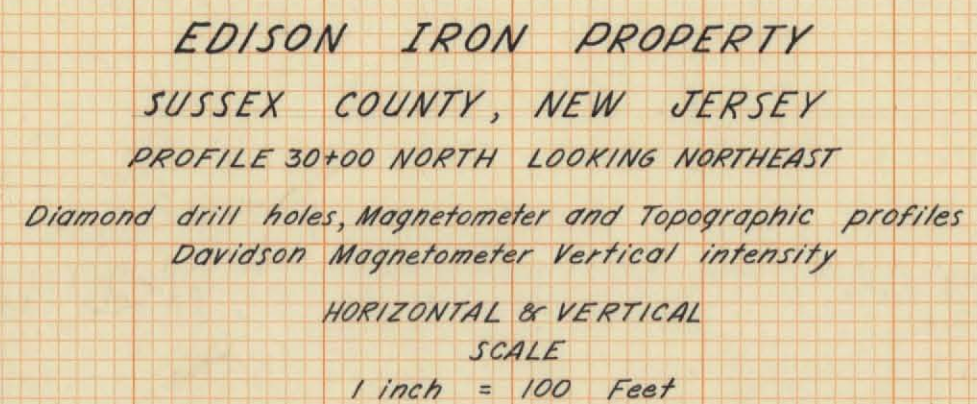 EDISON IRON PROPERTY
SUSSEX COUNTY, NEW JERSEY
PROFILE 30+00 NORTH LOOKING NORTHEAST
Diamond drill holes, Magnetometer and Topographic profiles
Davidson Magnetometer Vertical intensity
HORIZONTAL & VERTICAL
SCALE
1 inch = 100 Feet